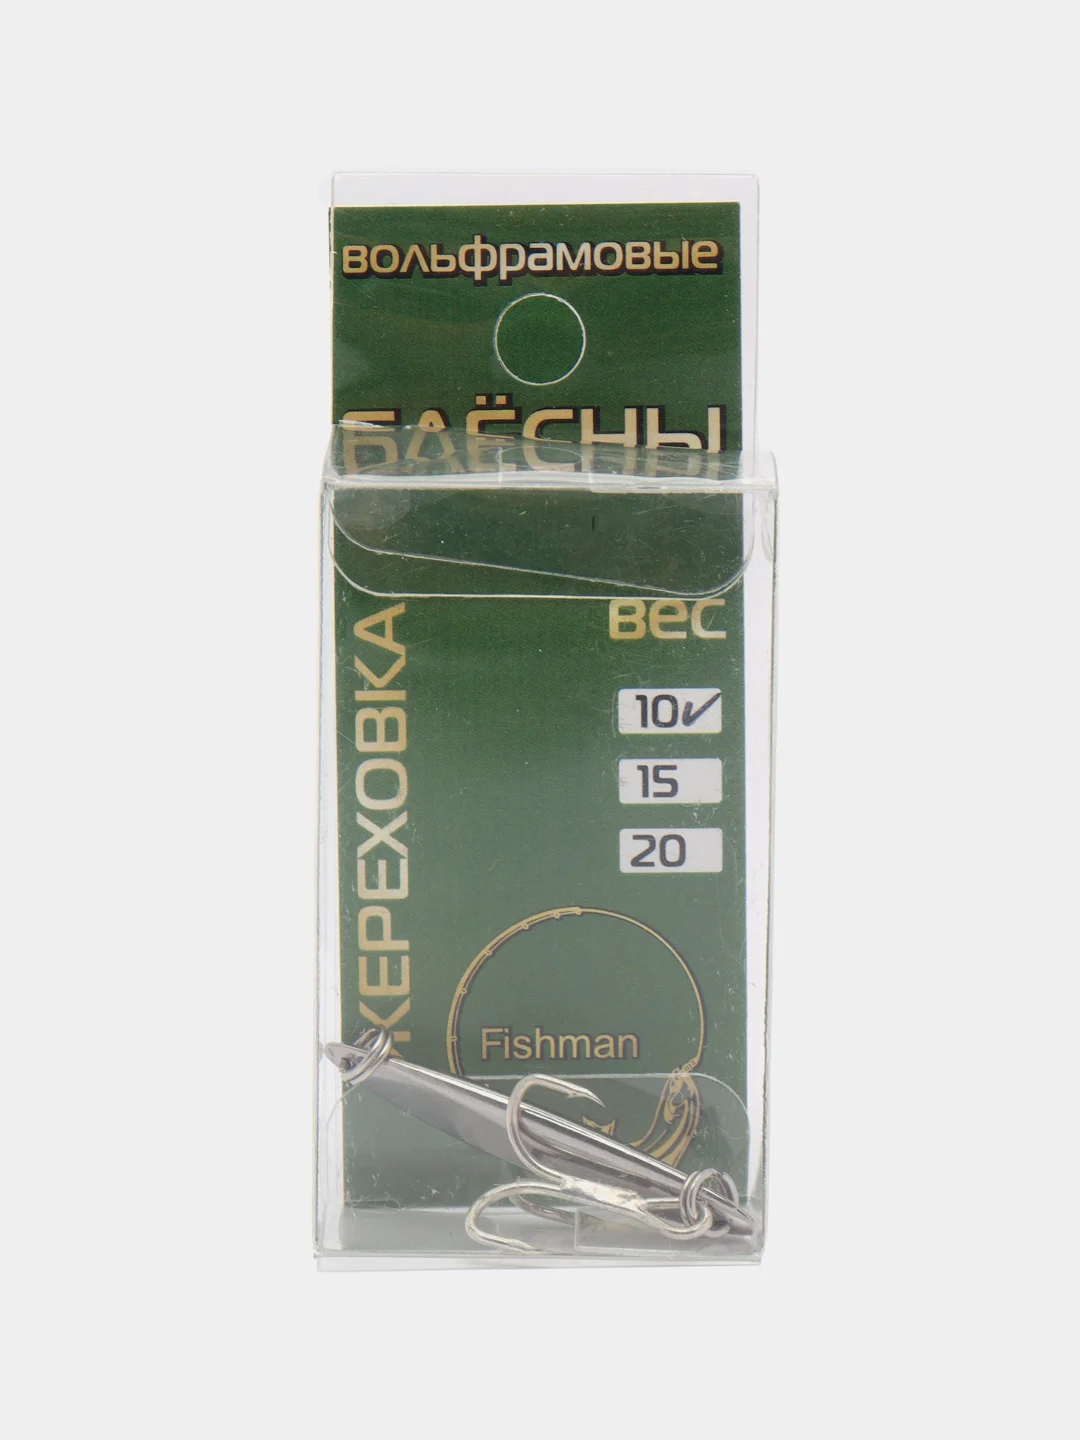 вольфрамовые
БЛЁСНЫ
ЖЕРЕХОВКА
вес
10✓
15
20
Fishman